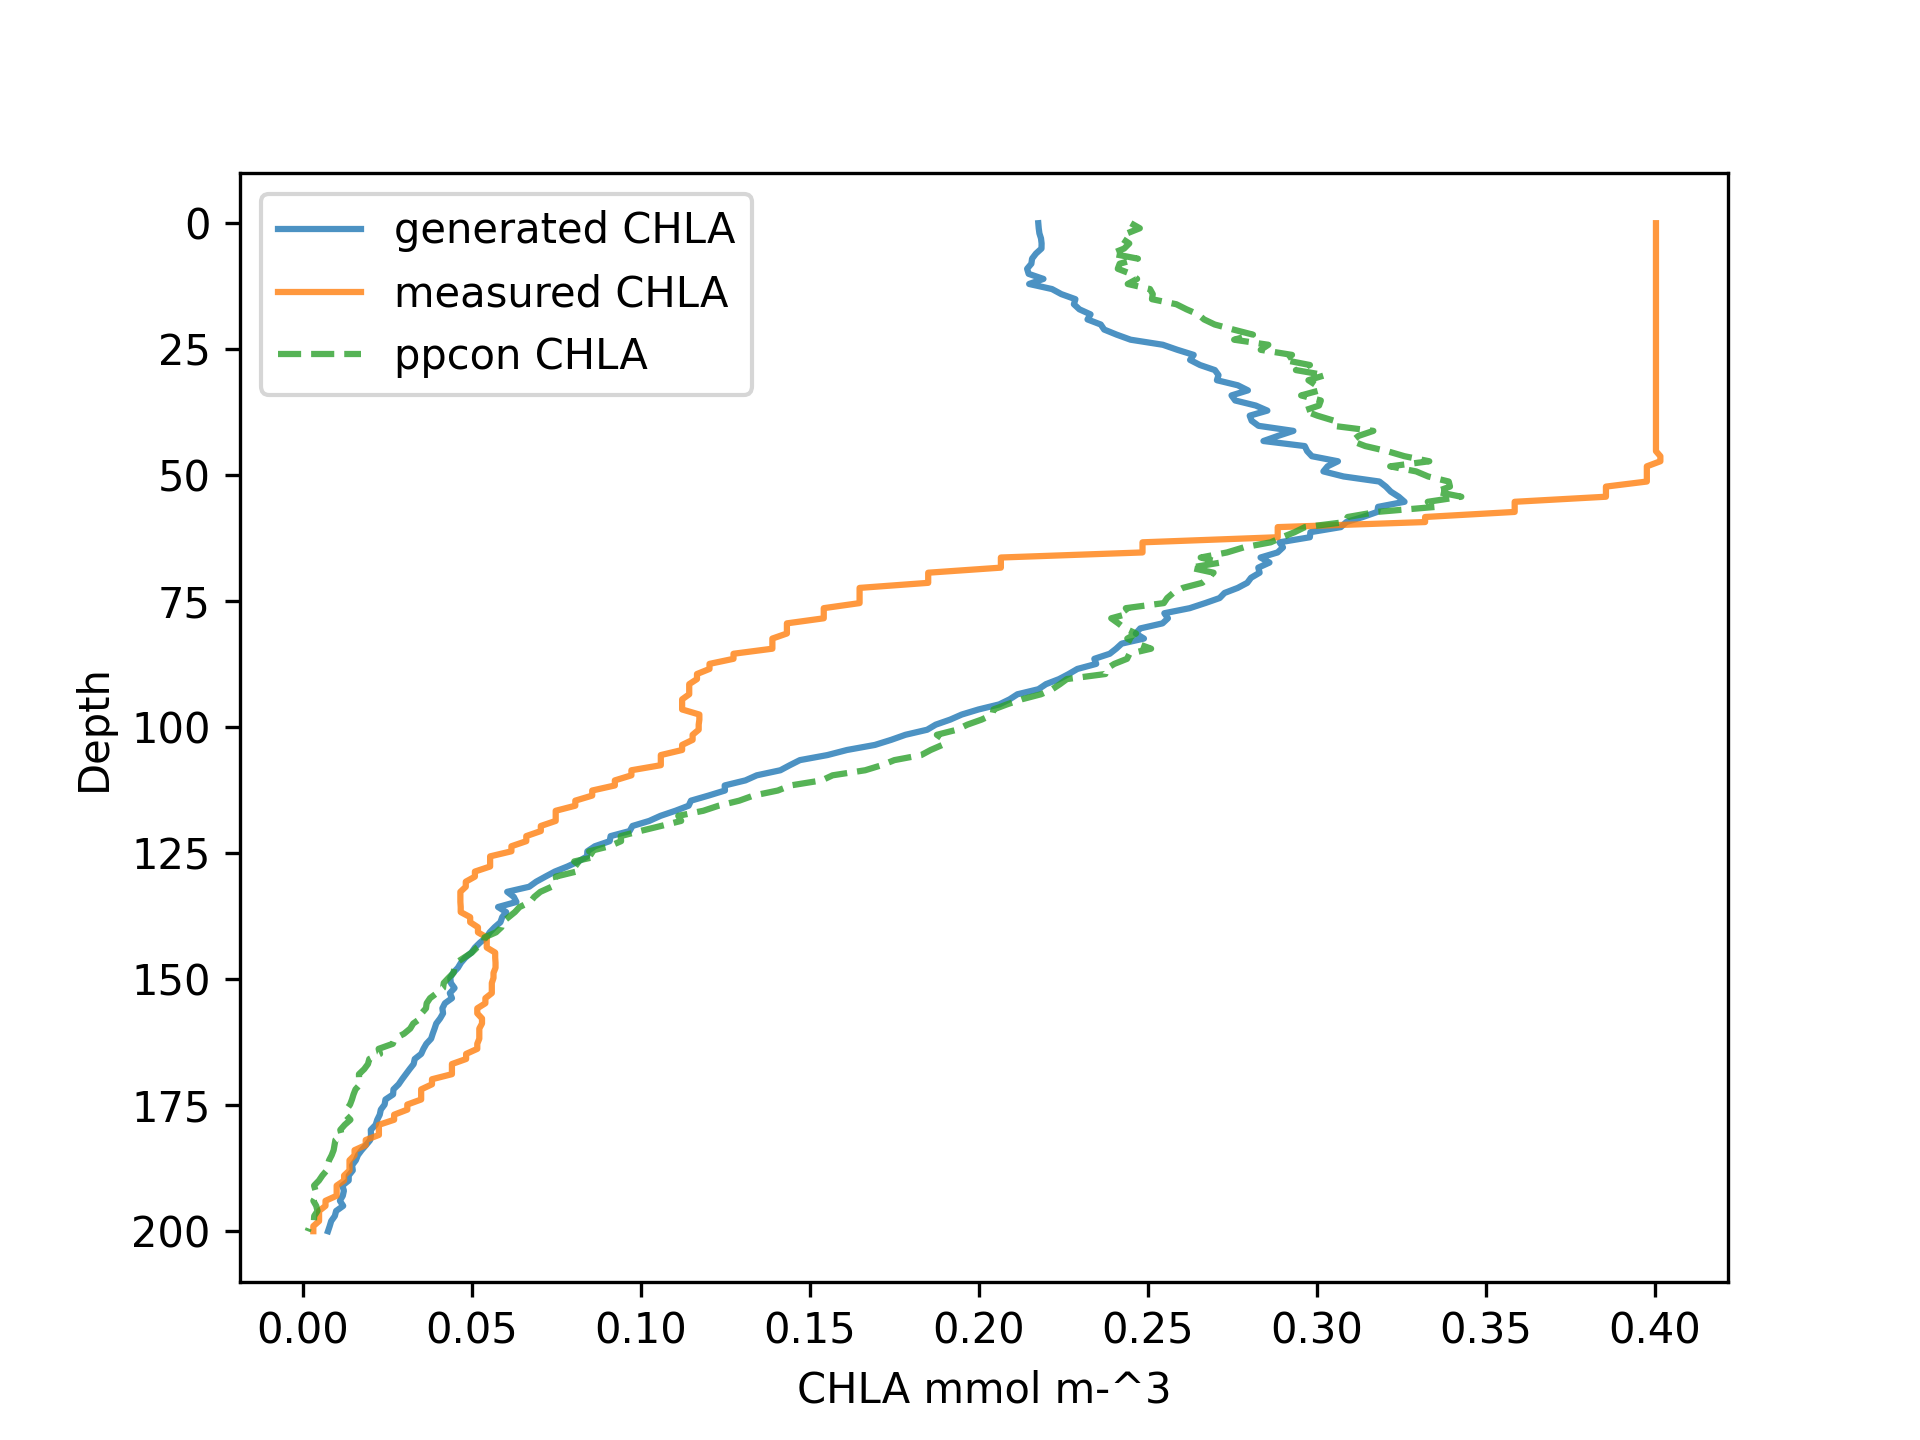 generated CHLA
measured CHLA
ppcon CHLA
0
25
50
75
100
125
150
175
200
Depth
0.00 0.05 0.10 0.15 0.20 0.25 0.30 0.35 0.40
CHLA mmol m-^3